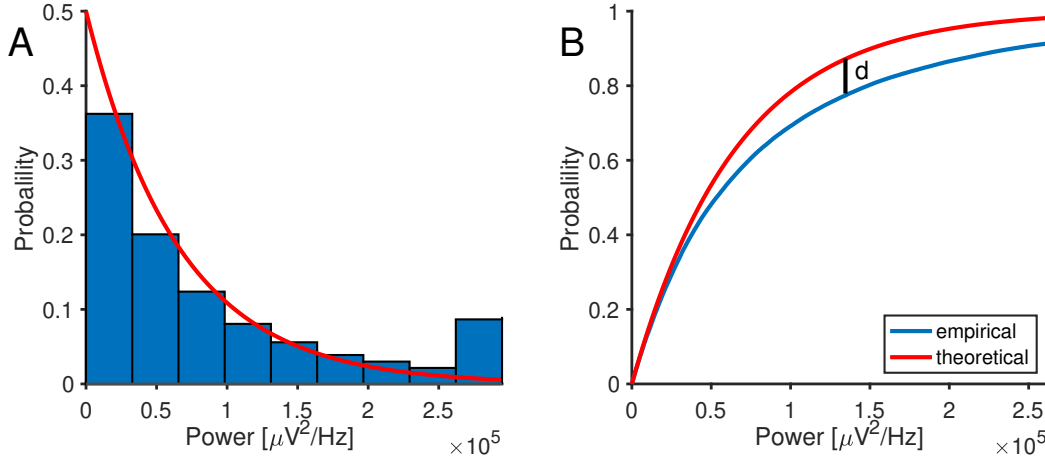 A
Probalility
0.5
0.4
0.3
0.2
0.1
0
0 0.5 1 1.5 2 2.5
Power [μV²/Hz] ×10⁵
B
Probalility
1
0.8
0.6
0.4
0.2
0
d
empirical
theoretical
0 0.5 1 1.5 2 2.5
Power [μV²/Hz] ×10⁵